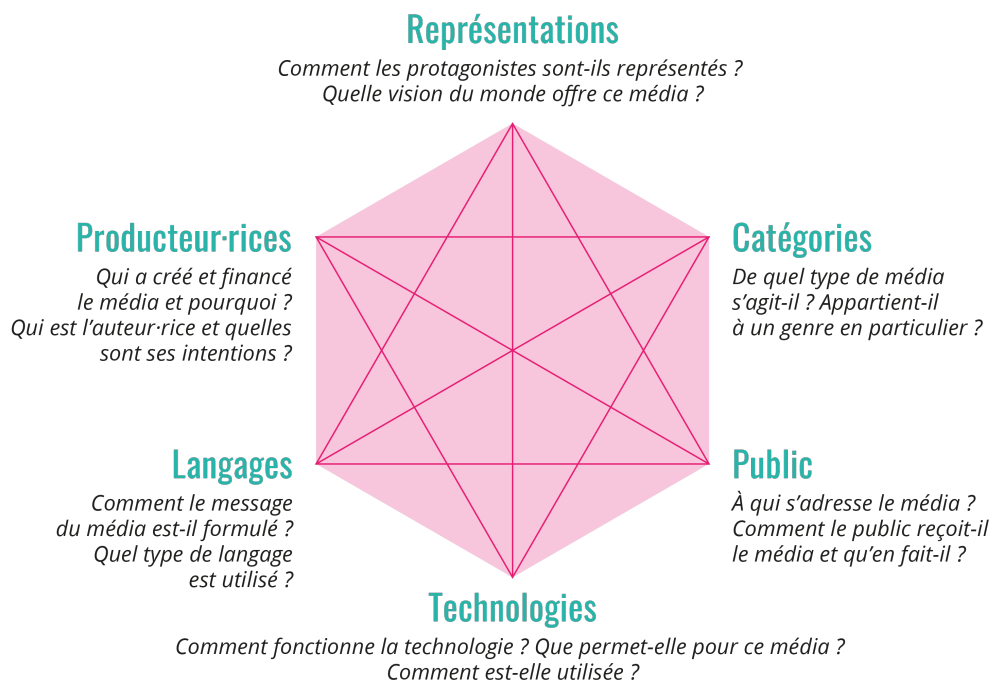 Représentations
Comment les protagonistes sont-ils représentés ?
Quelle vision du monde offre ce média ?
Producteur·rices
Qui a créé et financé
le média et pourquoi ?
Qui est l’auteur·rice et quelles
sont ses intentions ?
Catégories
De quel type de média
s’agit-il ? Appartient-il
à un genre en particulier ?
Langages
Comment le message
du média est-il formulé ?
Quel type de langage
est utilisé ?
Public
À qui s’adresse le média ?
Comment le public reçoit-il
le média et qu’en fait-il ?
Technologies
Comment fonctionne la technologie ? Que permet-elle pour ce média ?
Comment est-elle utilisée ?